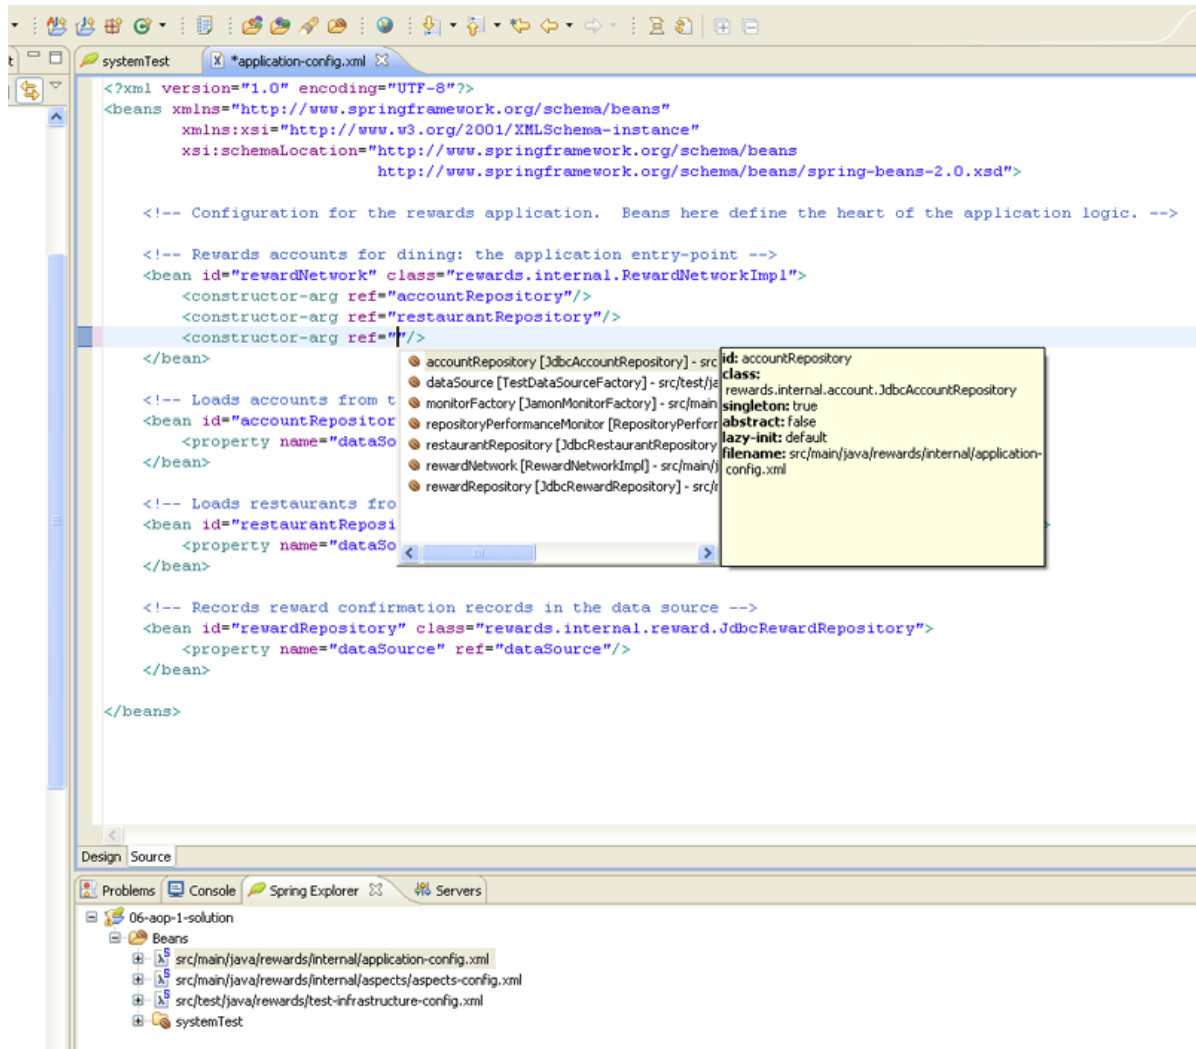 t
systemTest
*application-config.xml
<?xml version="1.0" encoding="UTF-8"?>
<beans xmlns="http://www.springframework.org/schema/beans"
xmlns:xsi="http://www.w3.org/2001/XMLSchema-instance"
xsi:schemaLocation="http://www.springframework.org/schema/beans
http://www.springframework.org/schema/beans/spring-beans-2.0.xsd">
<!-- Configuration for the rewards application.  Beans here define the heart of the application logic. -->
<!-- Rewards accounts for dining: the application entry-point -->
<bean id="rewardNetwork" class="rewards.internal.RewardNetworkImpl">
<constructor-arg ref="accountRepository"/>
<constructor-arg ref="restaurantRepository"/>
<constructor-arg ref=""/>
</bean>
<!-- Loads accounts from t
<bean id="accountRepositor
<property name="dataSo
</bean>
<!-- Loads restaurants fro
<bean id="restaurantReposi
<property name="dataSo
</bean>
accountRepository [JdbcAccountRepository] - src
dataSource [TestDataSourceFactory] - src/test/ja
monitorFactory [JamonMonitorFactory] - src/main
repositoryPerformanceMonitor [RepositoryPerform
restaurantRepository [JdbcRestaurantRepository
rewardNetwork [RewardNetworkImpl] - src/main/j
rewardRepository [JdbcRewardRepository] - src/r
id: accountRepository
class:
rewards.internal.account.JdbcAccountRepository
singleton: true
abstract: false
lazy-init: default
filename: src/main/java/rewards/internal/application-
config.xml
<!-- Records reward confirmation records in the data source -->
<bean id="rewardRepository" class="rewards.internal.reward.JdbcRewardRepository">
<property name="dataSource" ref="dataSource"/>
</bean>
</beans>
Design
Source
Problems
Console
Spring Explorer
Servers
06-aop-1-solution
Beans
src/main/java/rewards/internal/application-config.xml
src/main/java/rewards/internal/aspects/aspects-config.xml
src/test/java/rewards/test-infrastructure-config.xml
systemTest